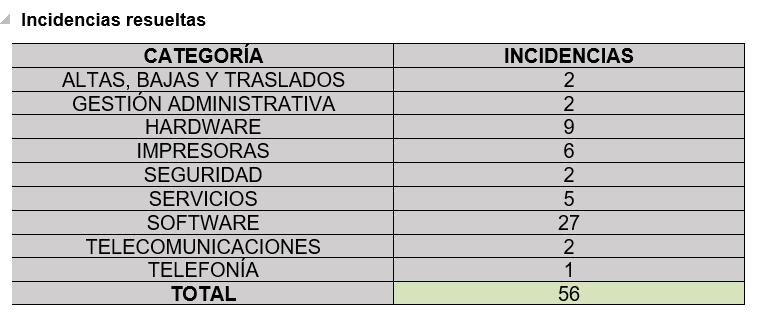 Incidencias resueltas
CATEGORÍA INCIDENCIAS
ALTAS, BAJAS Y TRASLADOS 2
GESTIÓN ADMINISTRATIVA 2
HARDWARE 9
IMPRESORAS 6
SEGURIDAD 2
SERVICIOS 5
SOFTWARE 27
TELECOMUNICACIONES 2
TELEFONÍA 1
TOTAL 56